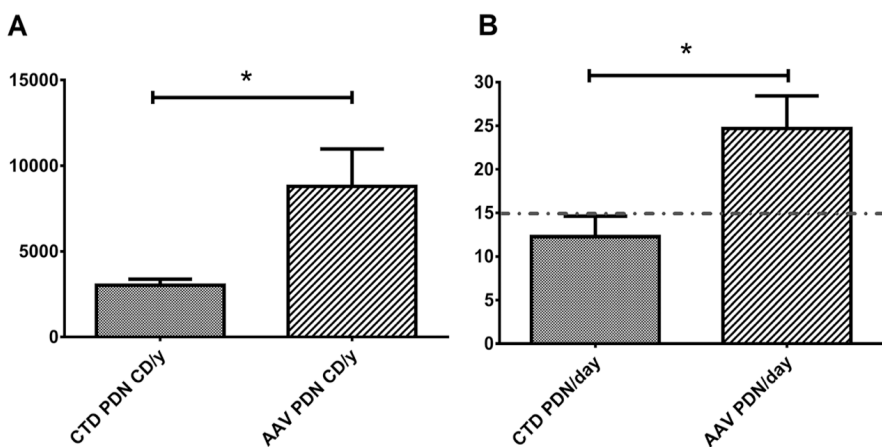 A
*
15000
10000
5000
0
CTD PDN CD/y
AAV PDN CD/y
B
*
30
25
20
15
10
5
0
CTD PDN/day
AAV PDN/day